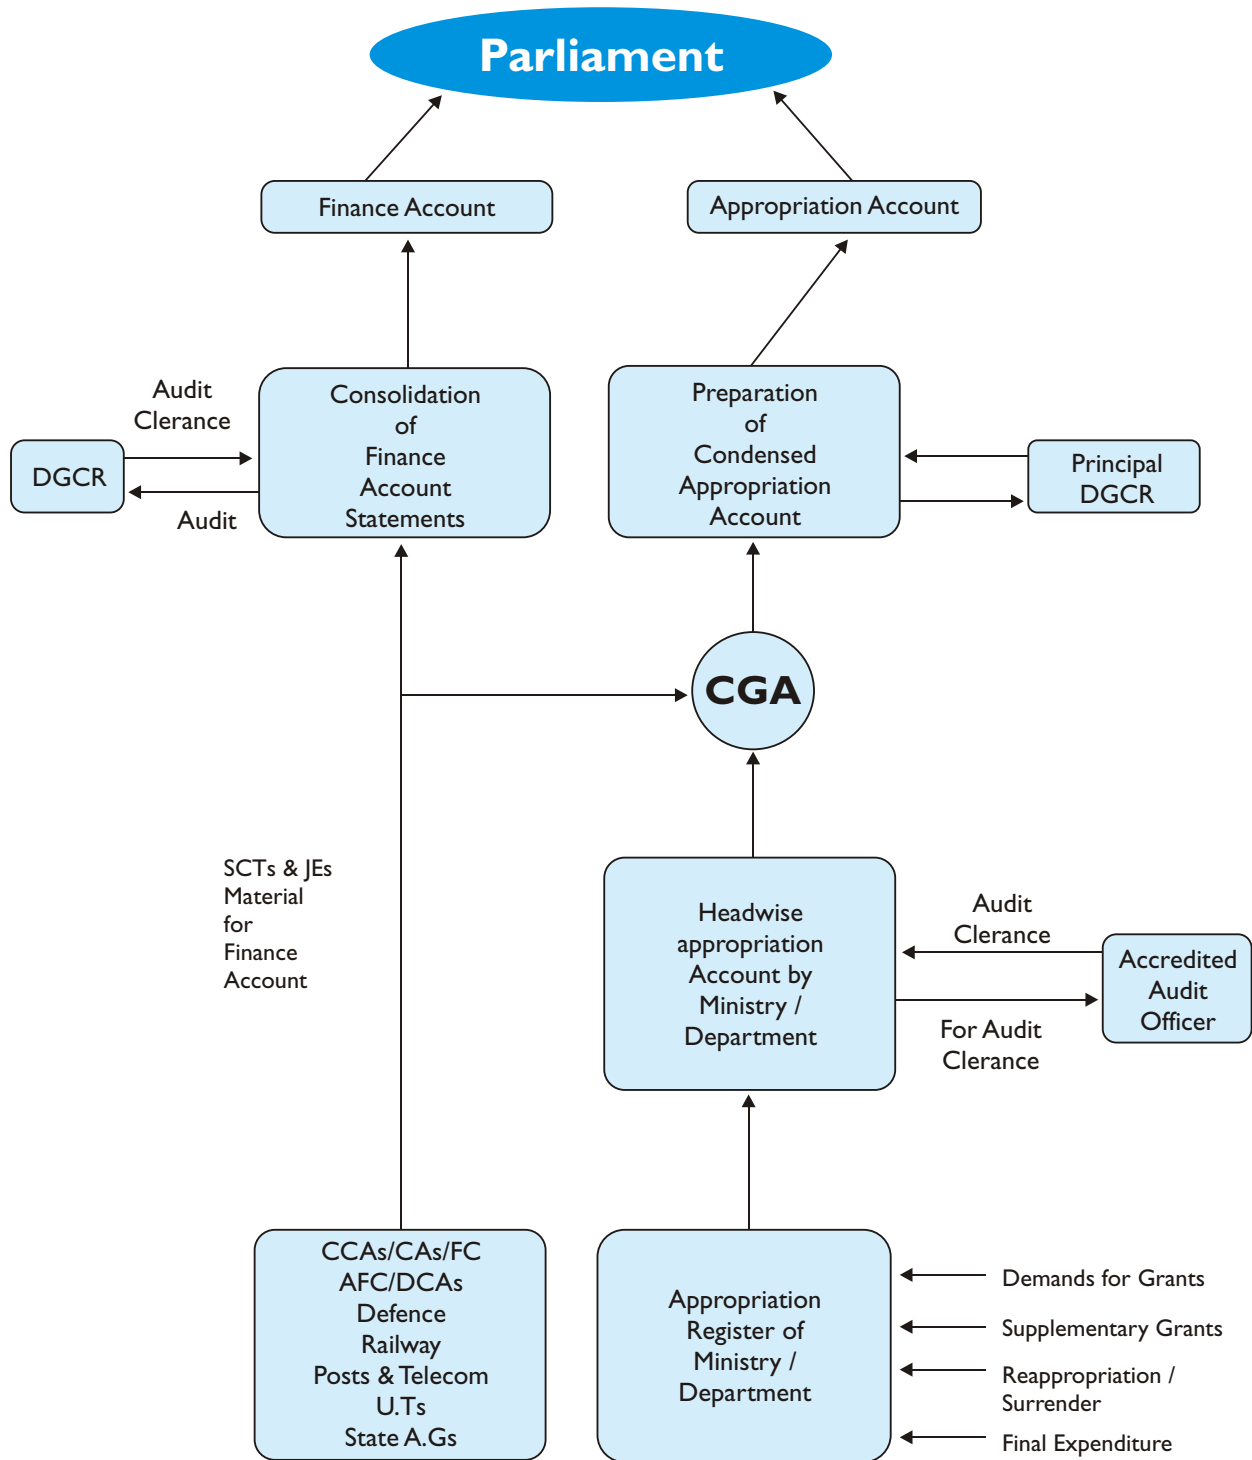 Parliament
Finance Account
Appropriation Account
Audit
Clerance
DGCR
Audit
Consolidation
of
Finance
Account
Statements
Preparation
of
Condensed
Appropriation
Account
Principal
DGCR
CGA
SCTs & JEs
Material
for
Finance
Account
Headwise
appropriation
Account by
Ministry /
Department
Audit
Clerance
For Audit
Clerance
Accredited
Audit
Officer
CCAs/CAs/FC
AFC/DCAs
Defence
Railway
Posts & Telecom
U.Ts
State A.Gs
Appropriation
Register of
Ministry /
Department
Demands for Grants
Supplementary Grants
Reappropriation /
Surrender
Final Expenditure